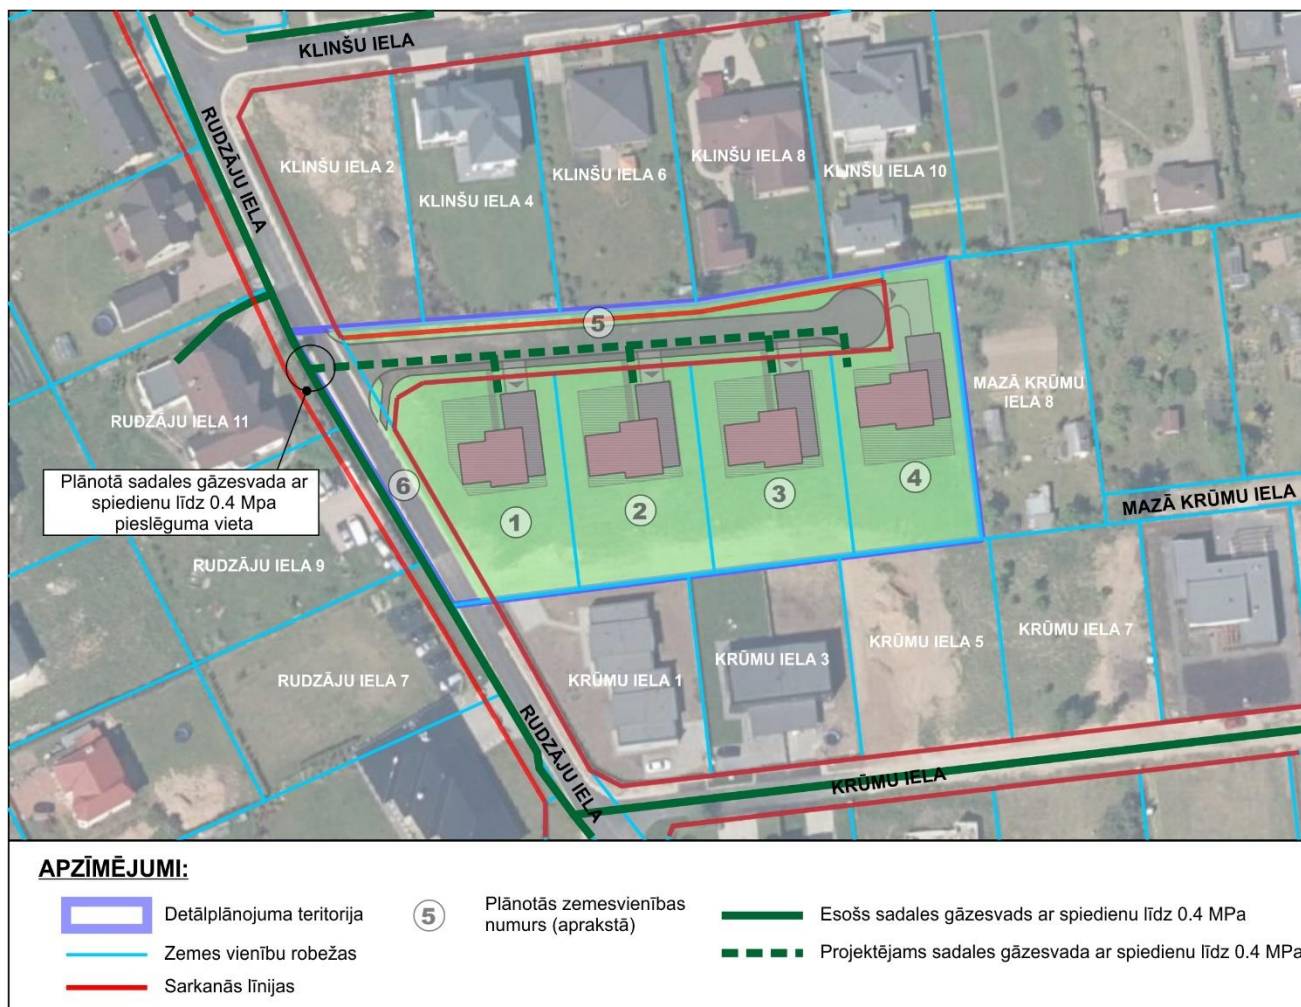 KLINŠU IELA
RUDZĀJU IELA
KLINŠU IELA 2
KLINŠU IELA 4
KLINŠU IELA 6
KLINŠU IELA 8
KLINŠU IELA 10
5
RUDZĀJU IELA 11
MAZĀ KRŪMU
IELA 8
Plānotā sadales gāzesvada ar
spiedienu līdz 0.4 Mpa
pieslēguma vieta
6
1
2
3
4
MAZĀ KRŪMU IELA
RUDZĀJU IELA 9
RUDZĀJU IELA 7
KRŪMU IELA 1
KRŪMU IELA 3
KRŪMU IELA 5
KRŪMU IELA 7
RUDZĀJU IELA
KRŪMU IELA
APZĪMĒJUMI:
Detālplānojuma teritorija
Zemes vienību robežas
Sarkanās līnijas
5
Plānotās zemesvienības
numurs (aprakstā)
Esošs sadales gāzesvads ar spiedienu līdz 0.4 MPa
Projektējams sadales gāzesvada ar spiedienu līdz 0.4 MPa